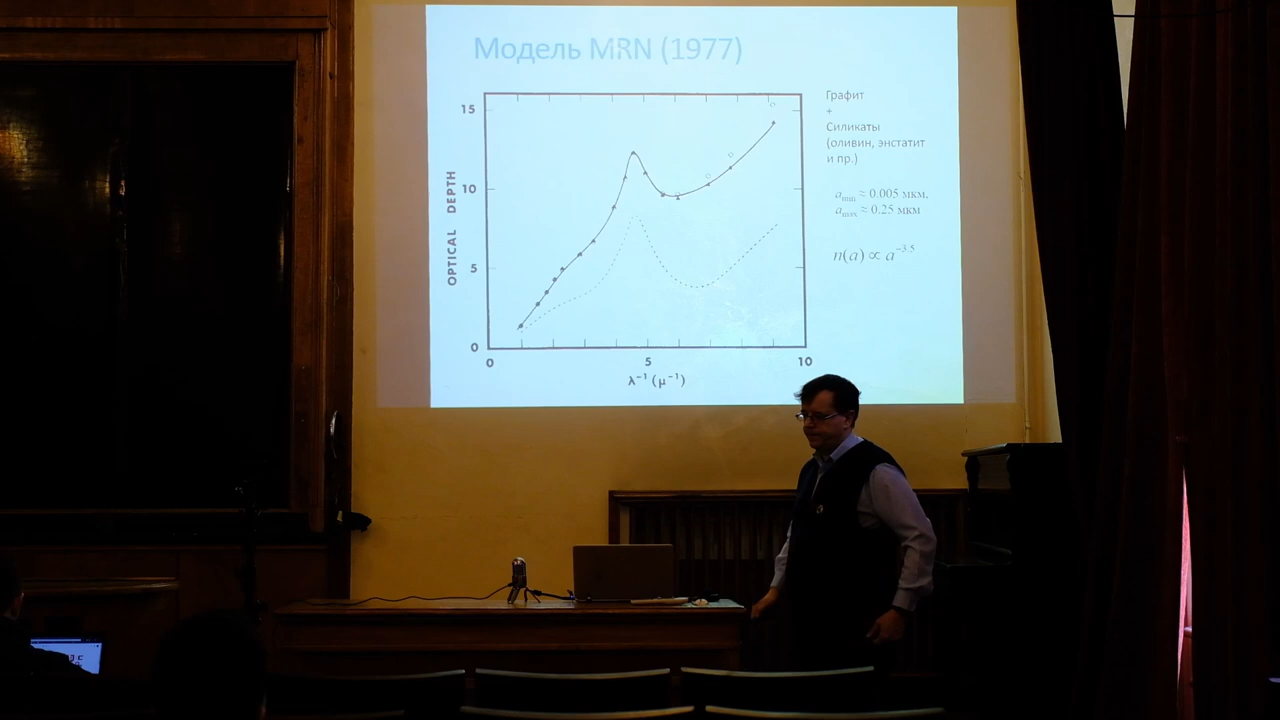 Модель MRN (1977)
15
10
5
0
OPTICAL DEPTH
0 5 10
λ⁻¹ (μ⁻¹)
Графит
+
Силикаты
(оливин, энстатит
и пр.)
a_min ≈ 0.005 мкм,
a_max ≈ 0.25 мкм
n(a) ∝ a^−3.5